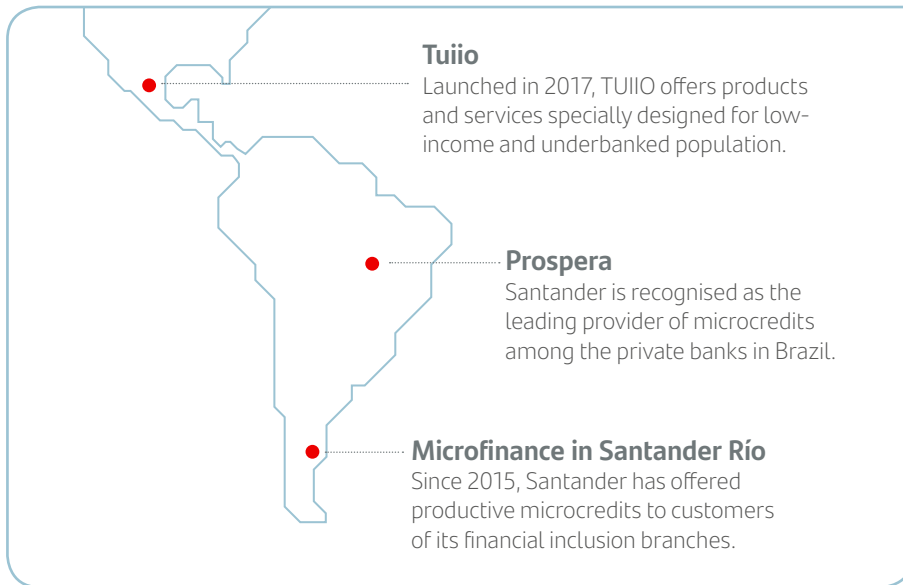 Tuiio
Launched in 2017, TUIIO offers products
and services specially designed for low-
income and underbanked population.
Prospera
Santander is recognised as the
leading provider of microcredits
among the private banks in Brazil.
Microfinance in Santander Río
Since 2015, Santander has offered
productive microcredits to customers
of its financial inclusion branches.